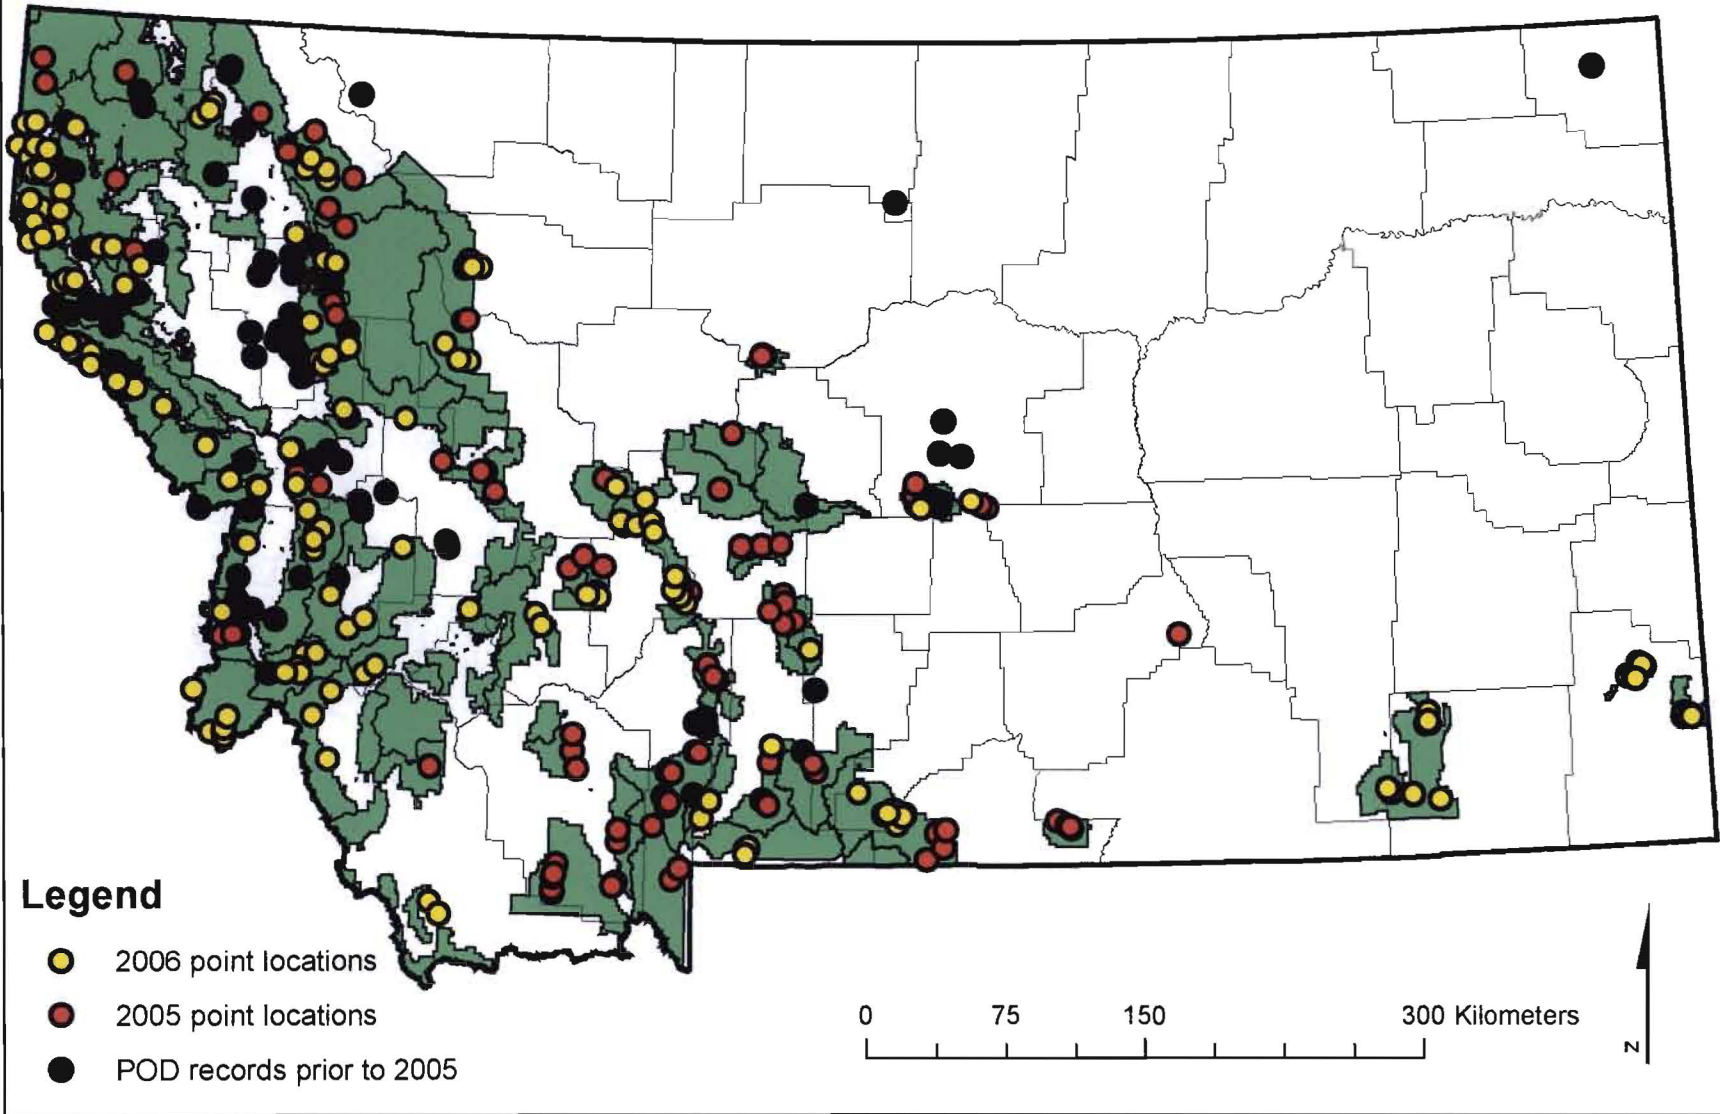 Legend
2006 point locations
2005 point locations
POD records prior to 2005
0 75 150 300 Kilometers
N